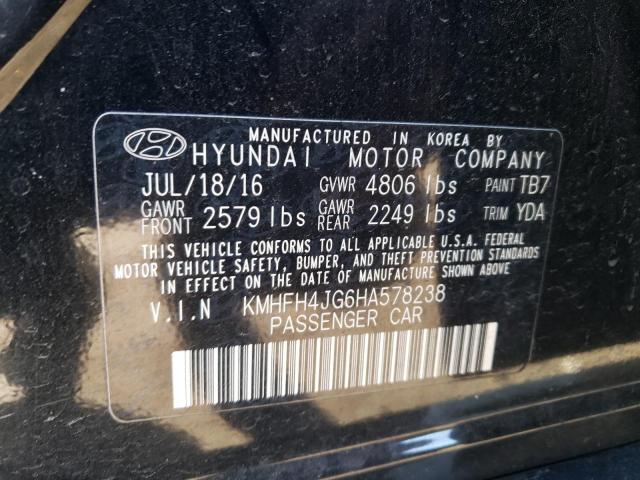 MANUFACTURED IN KOREA BY
HYUNDAI MOTOR COMPANY
JUL/18/16 GVWR 4806 lbs PAINT TB7
GAWR FRONT 2579 lbs GAWR REAR 2249 lbs TRIM YDA
THIS VEHICLE CONFORMS TO ALL APPLICABLE U.S.A. FEDERAL
MOTOR VEHICLE SAFETY, BUMPER, AND THEFT PREVENTION STANDARDS
IN EFFECT ON THE DATE OF MANUFACTURE SHOWN ABOVE
V.I.N KMHFH4JG6HA578238
PASSENGER CAR